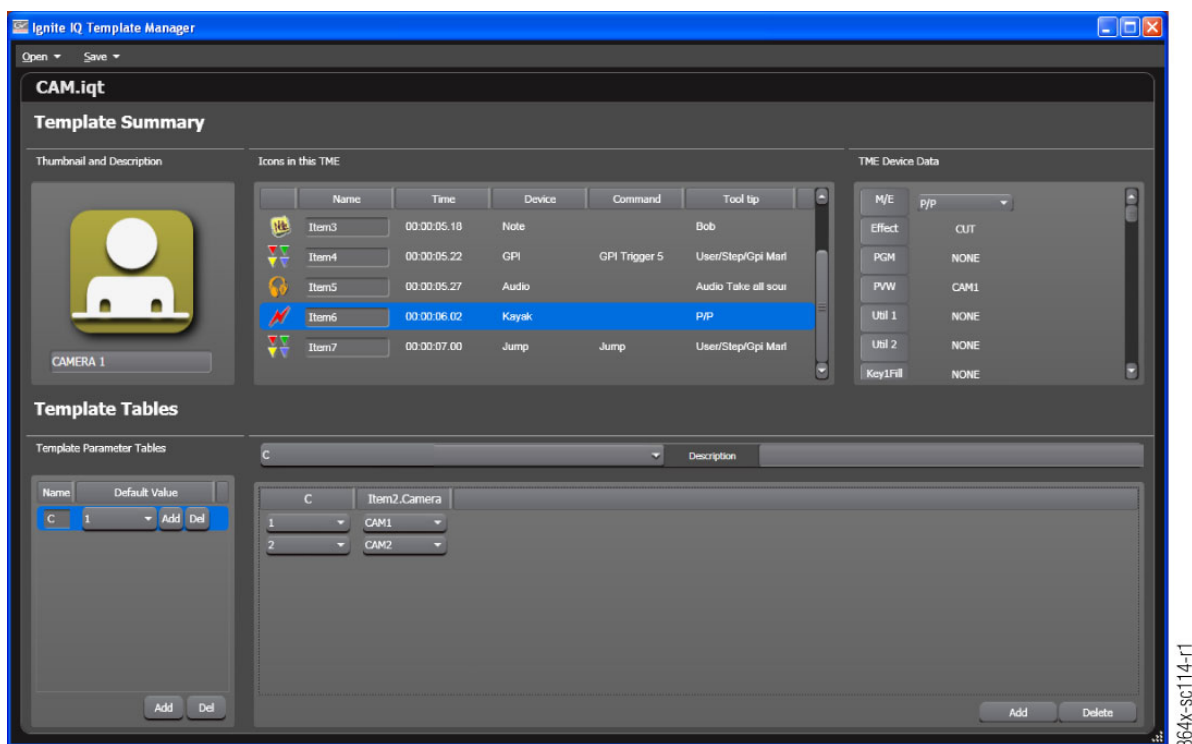 Ignite IQ Template Manager
Open Save
CAM.iqt
Template Summary
Thumbnail and Description
CAMERA 1
Icons in this TME
Name Time Device Command Tool tip
Item3 00:00:05.18 Note Bob
Item4 00:00:05.22 GPI GPI Trigger 5 User/Step/Gpi Marl
Item5 00:00:05.27 Audio Audio Take all sour
Item6 00:00:06.02 Kayak P/P
Item7 00:00:07.00 Jump Jump User/Step/Gpi Marl
TME Device Data
M/E P/P
Effect CUT
PGM NONE
PVW CAM1
Util 1 NONE
Util 2 NONE
Key1Fill NONE
Template Tables
Template Parameter Tables
Name Default Value
C 1 Add Del
Add Del
C Description
C Item2.Camera
1 CAM1
2 CAM2
Add Delete
864x-sc114-r1